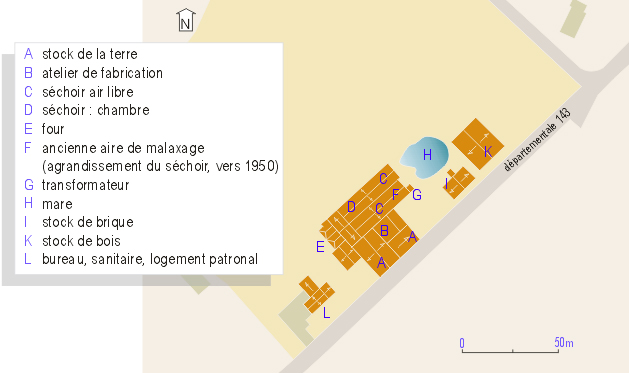 N
A stock de la terre
B atelier de fabrication
C séchoir air libre
D séchoir : chambre
E four
F ancienne aire de malaxage
(agrandissement du séchoir, vers 1950)
G transformateur
H mare
I stock de brique
K stock de bois
L bureau, sanitaire, logement patronal
départementale 143
H
K
C
I
D
F
G
C
B
A
E
A
L
0 50m